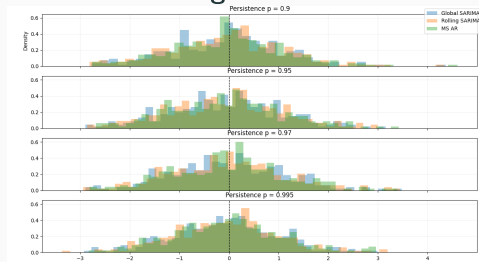 Persistence p = 0.9
Global SARIMA
Rolling SARIMA
MS AR
Density
0.6
0.4
0.2
0.0
Persistence p = 0.95
0.6
0.4
0.2
0.0
Persistence p = 0.97
0.6
0.4
0.2
0.0
Persistence p = 0.995
0.6
0.4
0.2
0.0
−3 −2 −1 0 1 2 3 4